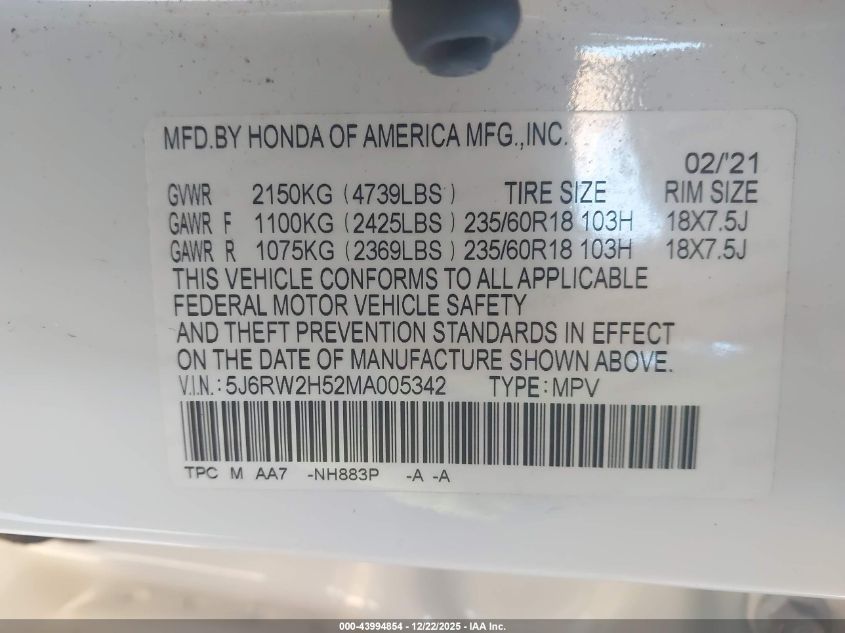 MFD.BY HONDA OF AMERICA MFG.,INC.
02/'21
GVWR 2150KG (4739LBS) TIRE SIZE RIM SIZE
GAWR F 1100KG (2425LBS) 235/60R18 103H 18X7.5J
GAWR R 1075KG (2369LBS) 235/60R18 103H 18X7.5J
THIS VEHICLE CONFORMS TO ALL APPLICABLE
FEDERAL MOTOR VEHICLE SAFETY
AND THEFT PREVENTION STANDARDS IN EFFECT
ON THE DATE OF MANUFACTURE SHOWN ABOVE.
V.I.N.: 5J6RW2H52MA005342 TYPE: MPV
TPC M AA7 -NH883P -A -A
000-43994854 - 12/22/2025 - IAA Inc.